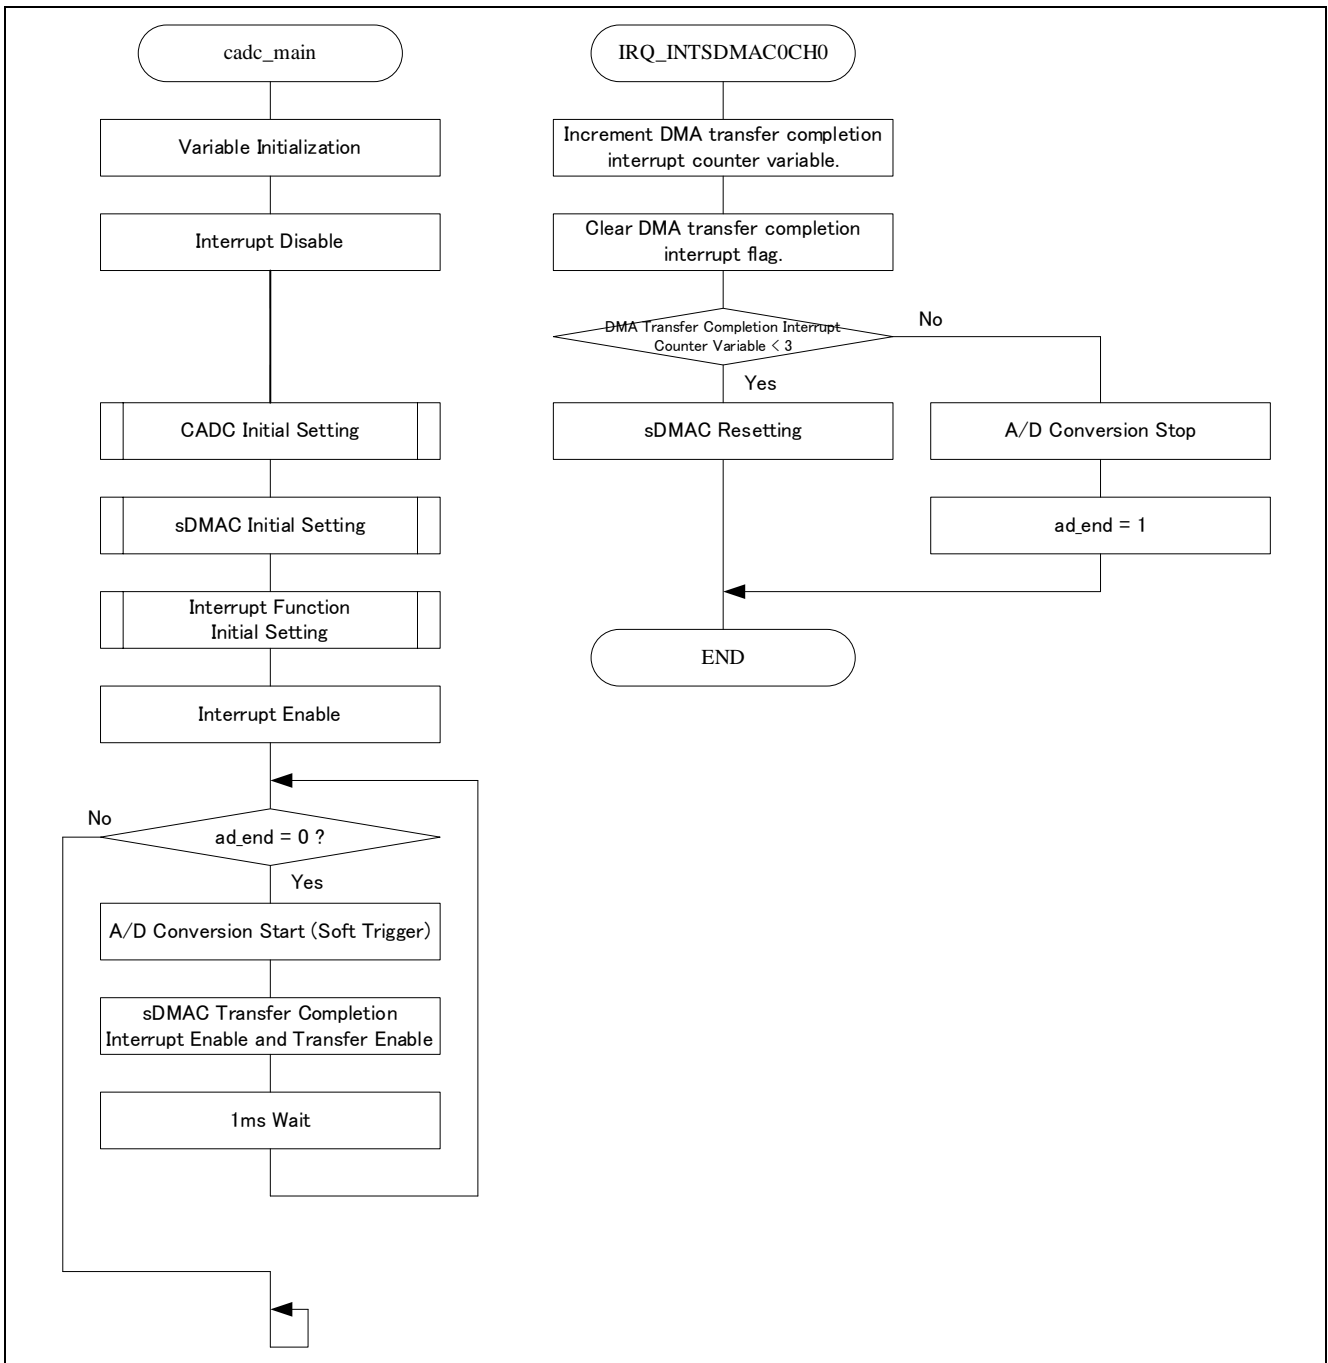 cadc_main
Variable Initialization
Interrupt Disable
CADC Initial Setting
sDMAC Initial Setting
Interrupt Function
Initial Setting
Interrupt Enable
No
ad_end = 0 ?
Yes
A/D Conversion Start (Soft Trigger)
sDMAC Transfer Completion
Interrupt Enable and Transfer Enable
1ms Wait
IRQ_INTSDMAC0CH0
Increment DMA transfer completion
interrupt counter variable.
Clear DMA transfer completion
interrupt flag.
DMA Transfer Completion Interrupt
Counter Variable < 3
No
Yes
sDMAC Resetting
A/D Conversion Stop
ad_end = 1
END